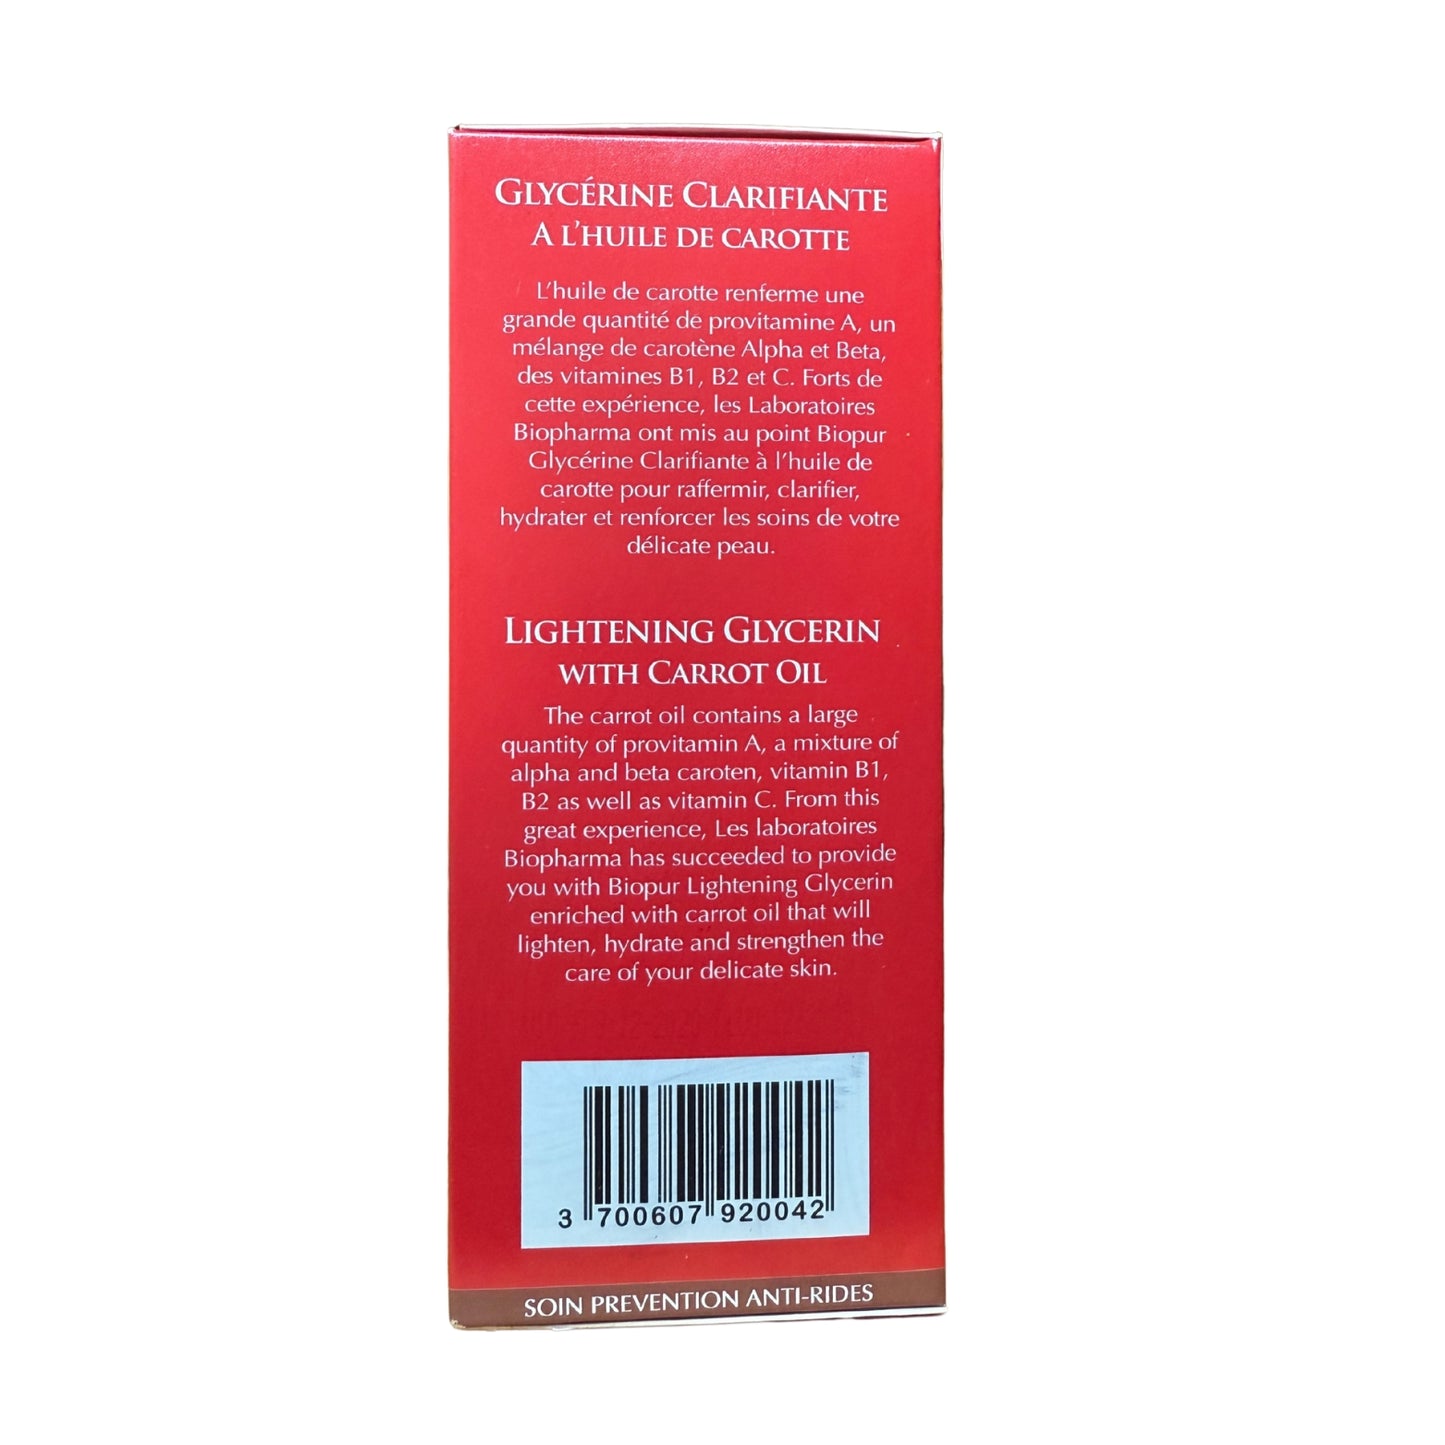 GLYCÉRINE CLARIFIANTE
A L'HUILE DE CAROTTE
L'huile de carotte renferme une
grande quantité de provitamine A, un
mélange de carotène Alpha et Beta,
des vitamines B1, B2 et C. Forts de
cette expérience, les Laboratoires
Biopharma ont mis au point Biopur
Glycérine Clarifiante à l'huile de
carotte pour raffermir, clarifier,
hydrater et renforcer les soins de votre
délicate peau.
LIGHTENING GLYCERIN
WITH CARROT OIL
The carrot oil contains a large
quantity of provitamin A, a mixture of
alpha and beta caroten, vitamin B1,
B2 as well as vitamin C. From this
great experience, Les laboratoires
Biopharma has succeeded to provide
you with Biopur Lightening Glycerin
enriched with carrot oil that will
lighten, hydrate and strengthen the
care of your delicate skin.
3 700607 920042
SOIN PREVENTION ANTI-RIDES